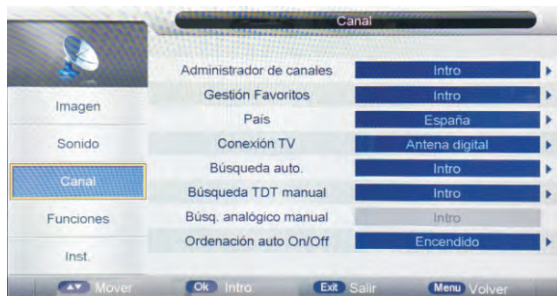 Canal
Administrador de canales Intro
Gestión Favoritos Intro
Imagen
País España
Sonido
Conexión TV Antena digital
Búsqueda auto. Intro
Canal
Búsqueda TDT manual Intro
Funciones
Búsq. analógico manual Intro
Ordenación auto On/Off Encendido
Inst.
Mover Ok Intro Exit Salir Menu Volver